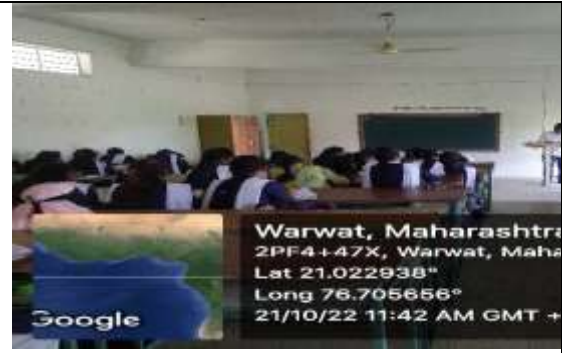 Warwat, Maharashtra
2PF4+47X, Warwat, Maha
Lat 21.022938°
Long 76.705656°
21/10/22 11:42 AM GMT +
Google